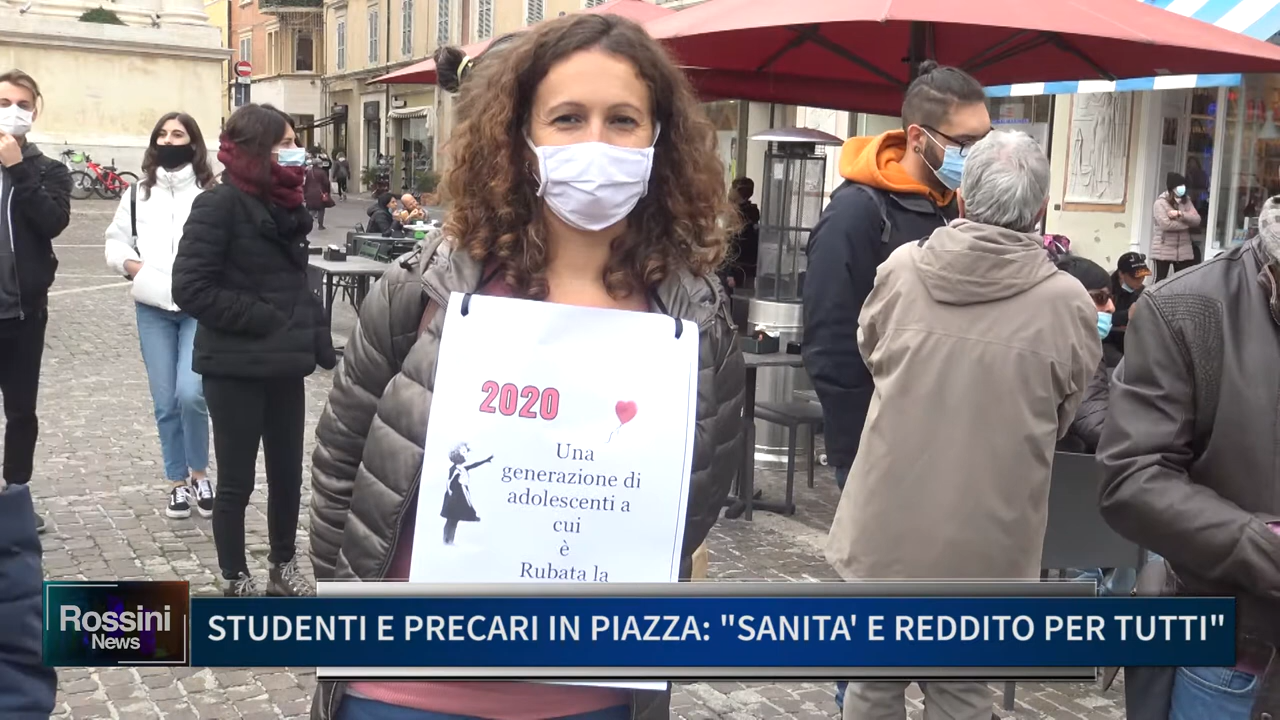 2020
Una
generazione di
adolescenti a
cui
è
Rubata la
Rossini
News
STUDENTI E PRECARI IN PIAZZA: "SANITA' E REDDITO PER TUTTI"